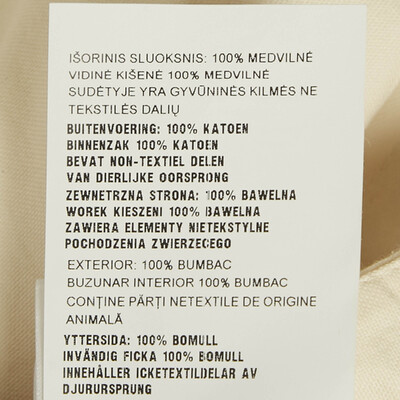 IŠORINIS SLUOKSNIS: 100% MEDVILNĖ
VIDINĖ KIŠENĖ 100% MEDVILNĖ
SUDĖTYJE YRA GYVŪNINĖS KILMĖS NE
TEKSTILĖS DALIŲ
BUITENVOERING: 100% KATOEN
BINNENZAK 100% KATOEN
BEVAT NON-TEXTIEL DELEN
VAN DIERLIJKE OORSPRONG
ZEWNETRZNA STRONA: 100% BAWELNA
WOREK KIESZENI 100% BAWELNA
ZAWIERA ELEMENTY NIETEKSTYLNE
POCHODZENIA ZWIERZECEGO
EXTERIOR: 100% BUMBAC
BUZUNAR INTERIOR 100% BUMBAC
CONȚINE PĂRȚI NETEXTILE DE ORIGINE
ANIMALĂ
YTTERSIDA: 100% BOMULL
INVÄNDIG FICKA 100% BOMULL
INNEHÅLLER ICKETEXTILDELAR AV
DJURURSPRUNG